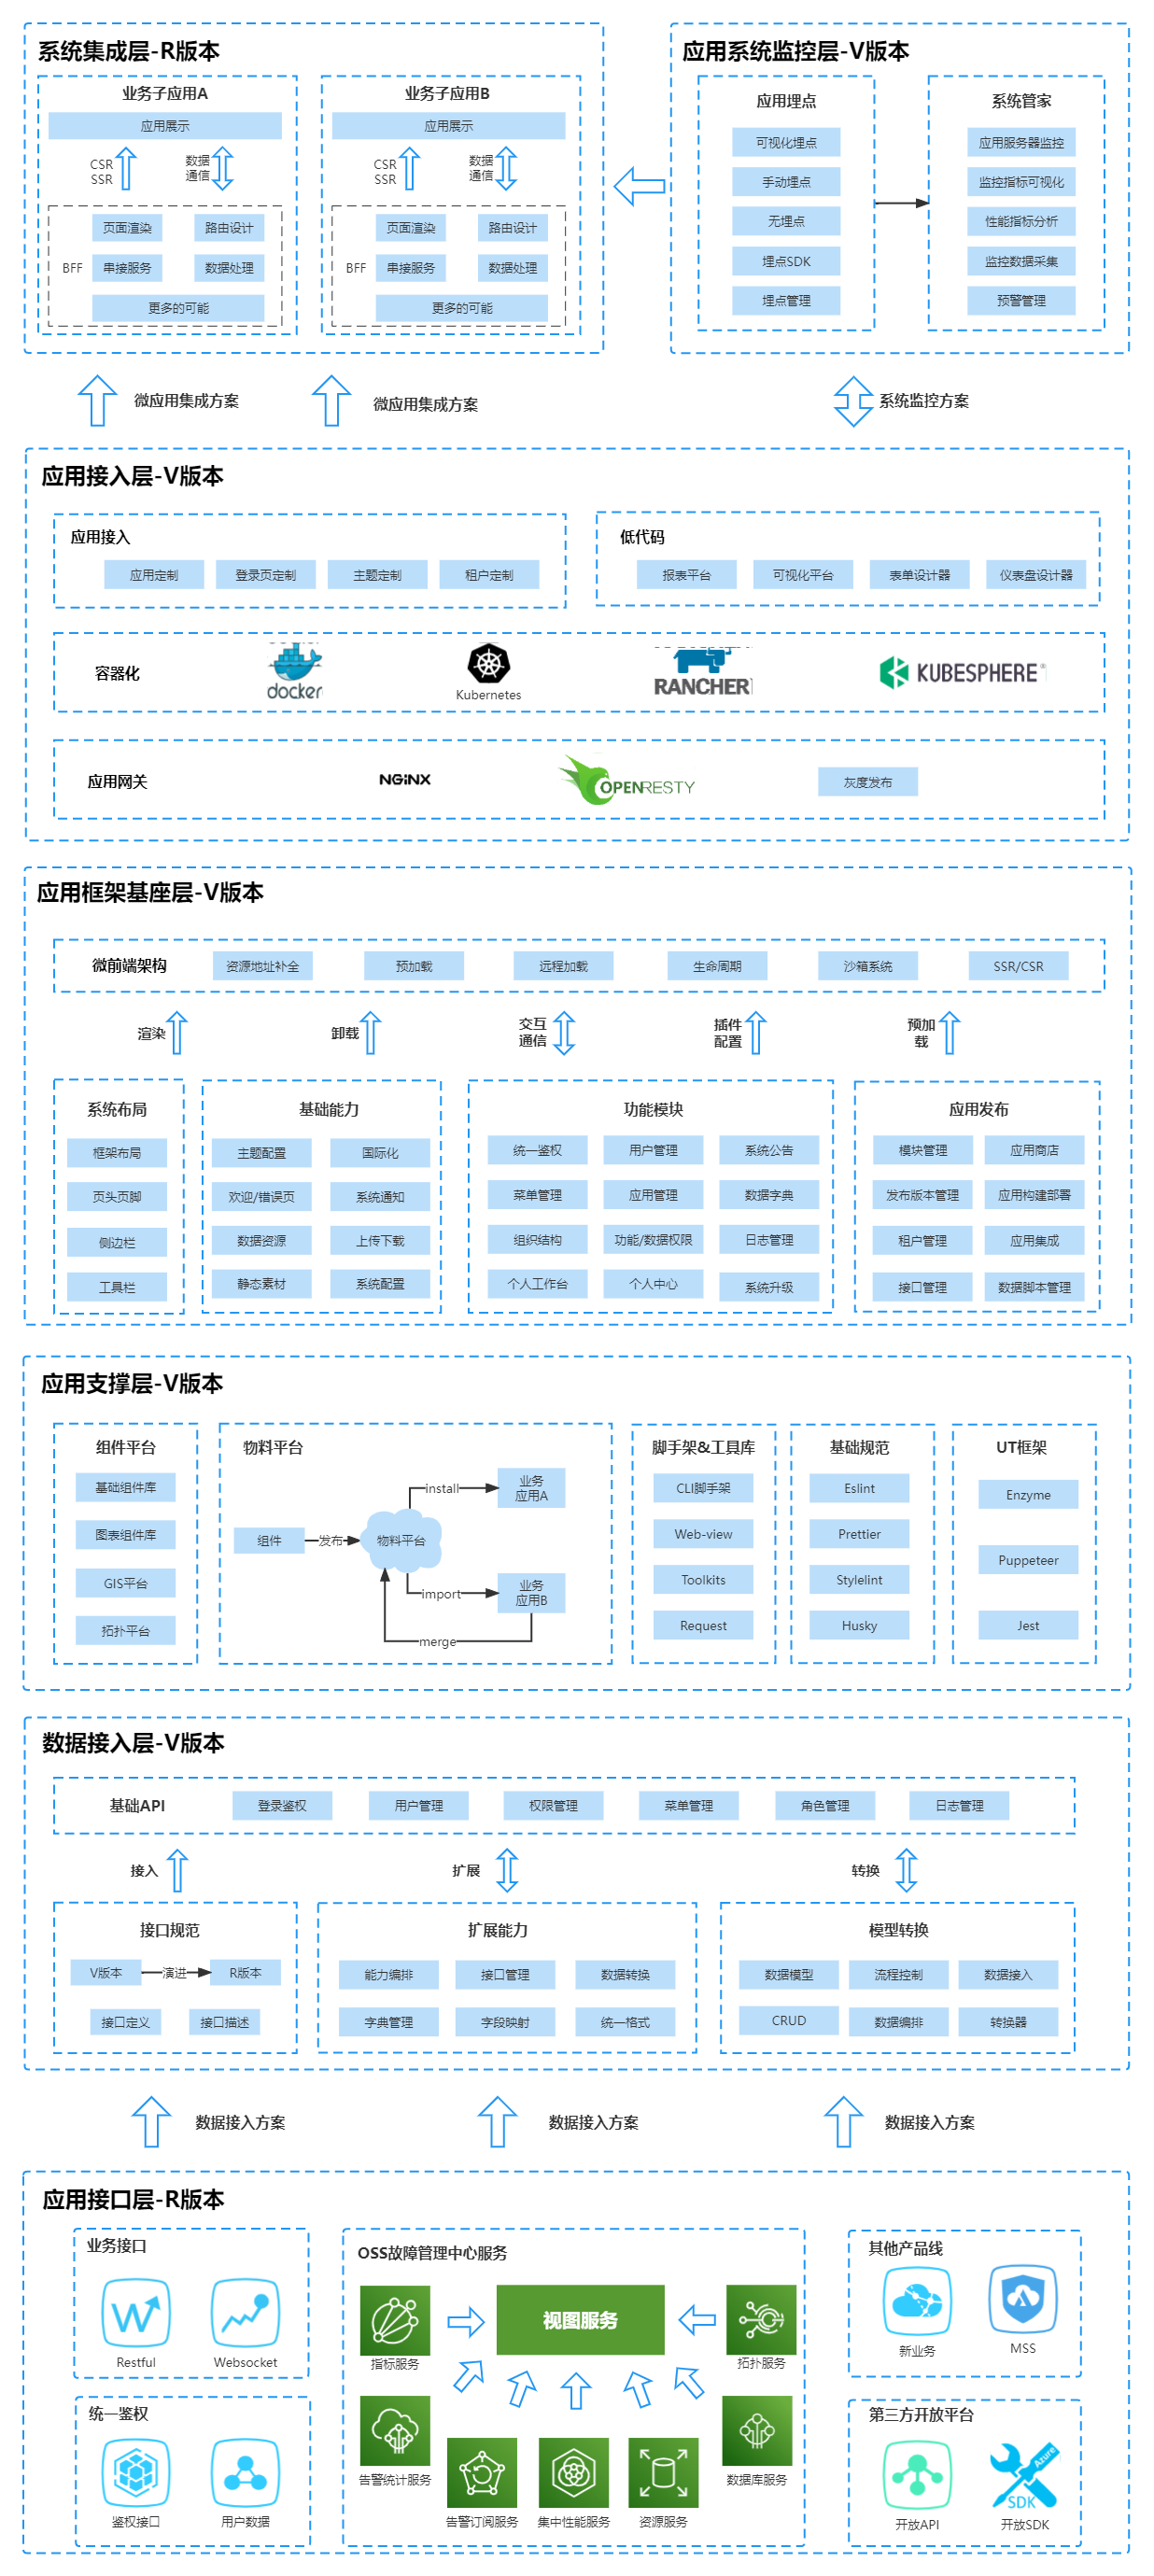 系统集成层-R版本
业务子应用A
应用展示
CSR
SSR
数据
通信
BFF
页面渲染
路由设计
串接服务
数据处理
更多的可能
业务子应用B
应用展示
CSR
SSR
数据
通信
BFF
页面渲染
路由设计
串接服务
数据处理
更多的可能
应用系统监控层-V版本
应用埋点
可视化埋点
手动埋点
无埋点
埋点SDK
埋点管理
系统管家
应用服务器监控
监控指标可视化
性能指标分析
监控数据采集
预警管理
微应用集成方案
微应用集成方案
系统监控方案
应用接入层-V版本
应用接入
应用定制
登录页定制
主题定制
租户定制
低代码
报表平台
可视化平台
表单设计器
仪表盘设计器
容器化
docker
Kubernetes
RANCHER
KUBESPHERE®
应用网关
NGINX
OPENRESTY
灰度发布
应用框架基座层-V版本
微前端架构
资源地址补全
预加载
远程加载
生命周期
沙箱系统
SSR/CSR
渲染
卸载
交互
通信
插件
配置
预加
载
系统布局
框架布局
页头页脚
侧边栏
工具栏
基础能力
主题配置
国际化
欢迎/错误页
系统通知
数据资源
上传下载
静态素材
系统配置
功能模块
统一鉴权
用户管理
系统公告
菜单管理
应用管理
数据字典
组织结构
功能/数据权限
日志管理
个人工作台
个人中心
系统升级
应用发布
模块管理
应用商店
发布版本管理
应用构建部署
租户管理
应用集成
接口管理
数据脚本管理
应用支撑层-V版本
组件平台
基础组件库
图表组件库
GIS平台
拓扑平台
物料平台
组件
发布
物料平台
install
业务
应用A
import
业务
应用B
merge
脚手架&工具库
CLI脚手架
Web-view
Toolkits
Request
基础规范
Eslint
Prettier
Stylelint
Husky
UT框架
Enzyme
Puppeteer
Jest
数据接入层-V版本
基础API
登录鉴权
用户管理
权限管理
菜单管理
角色管理
日志管理
接入
扩展
转换
接口规范
V版本
演进
R版本
接口定义
接口描述
扩展能力
能力编排
接口管理
数据转换
字典管理
字段映射
统一格式
模型转换
数据模型
流程控制
数据接入
CRUD
数据编排
转换器
数据接入方案
数据接入方案
数据接入方案
应用接口层-R版本
业务接口
Restful
Websocket
统一鉴权
鉴权接口
用户数据
OSS故障管理中心服务
指标服务
视图服务
拓扑服务
告警统计服务
告警订阅服务
集中性能服务
资源服务
数据库服务
其他产品线
新业务
MSS
第三方开放平台
开放API
Azure
SDK
开放SDK